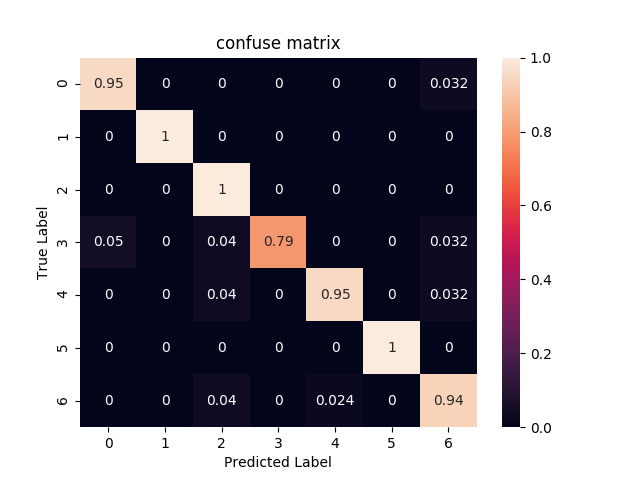 confuse matrix
0 0.95 0 0 0 0 0 0.032
1 0 1 0 0 0 0 0
2 0 0 1 0 0 0 0
3 0.05 0 0.04 0.79 0 0 0.032
4 0 0 0.04 0 0.95 0 0.032
5 0 0 0 0 0 1 0
6 0 0 0.04 0 0.024 0 0.94
0 1 2 3 4 5 6
True Label
Predicted Label
1.0
0.8
0.6
0.4
0.2
0.0